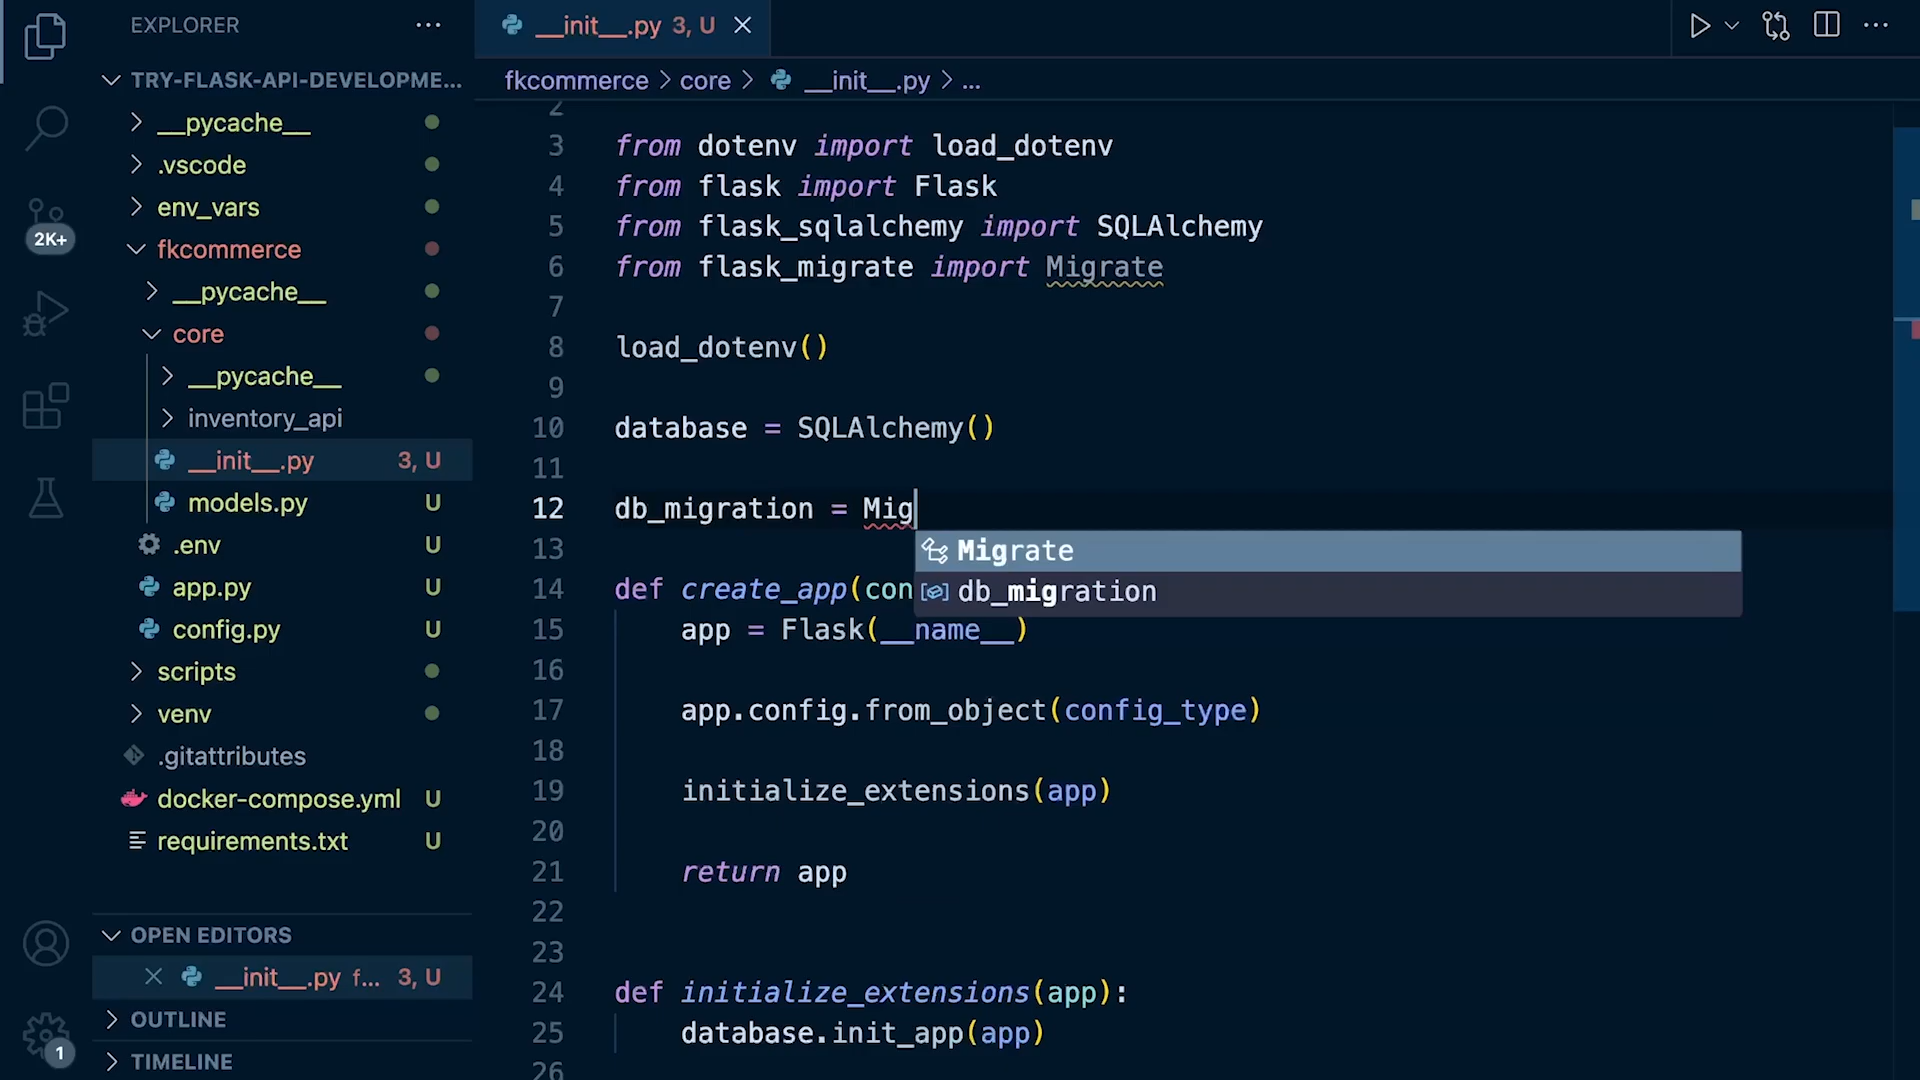 EXPLORER
TRY-FLASK-API-DEVELOPME...
__pycache__
.vscode
env_vars
fkcommerce
__pycache__
core
__pycache__
inventory_api
__init__.py 3, U
models.py U
.env U
app.py U
config.py U
scripts
venv
.gitattributes
docker-compose.yml U
requirements.txt U
OPEN EDITORS
__init__.py f... 3, U
OUTLINE
TIMELINE
2K+
1
__init__.py 3, U
fkcommerce > core > __init__.py > ...
2
3 from dotenv import load_dotenv
4 from flask import Flask
5 from flask_sqlalchemy import SQLAlchemy
6 from flask_migrate import Migrate
7
8 load_dotenv()
9
10 database = SQLAlchemy()
11
12 db_migration = Mig
Migrate
db_migration
13
14 def create_app(con
15 app = Flask(__name__)
16
17 app.config.from_object(config_type)
18
19 initialize_extensions(app)
20
21 return app
22
23
24 def initialize_extensions(app):
25 database.init_app(app)
26